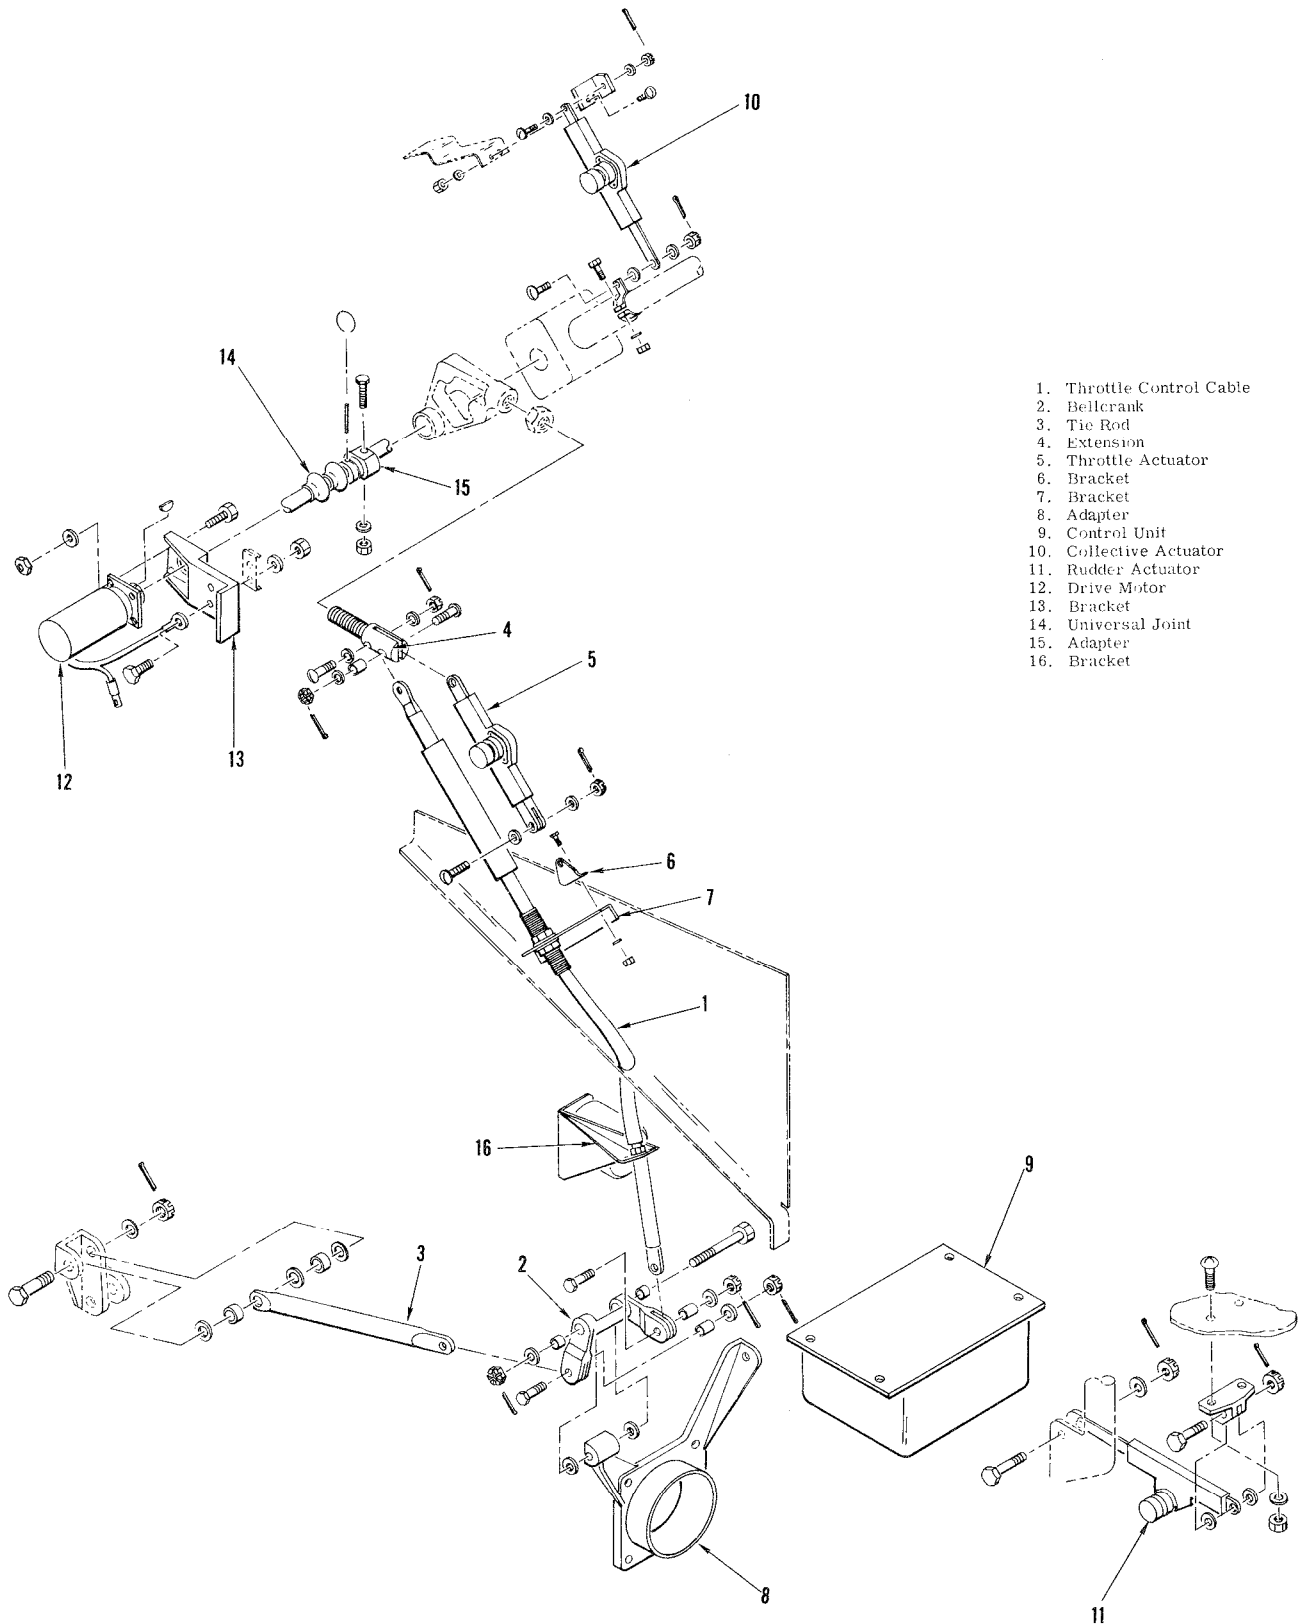 10
14
15
4
5
12
13
6
7
1
16
9
3
2
8
11
1. Throttle Control Cable
2. Bellcrank
3. Tie Rod
4. Extension
5. Throttle Actuator
6. Bracket
7. Bracket
8. Adapter
9. Control Unit
10. Collective Actuator
11. Rudder Actuator
12. Drive Motor
13. Bracket
14. Universal Joint
15. Adapter
16. Bracket